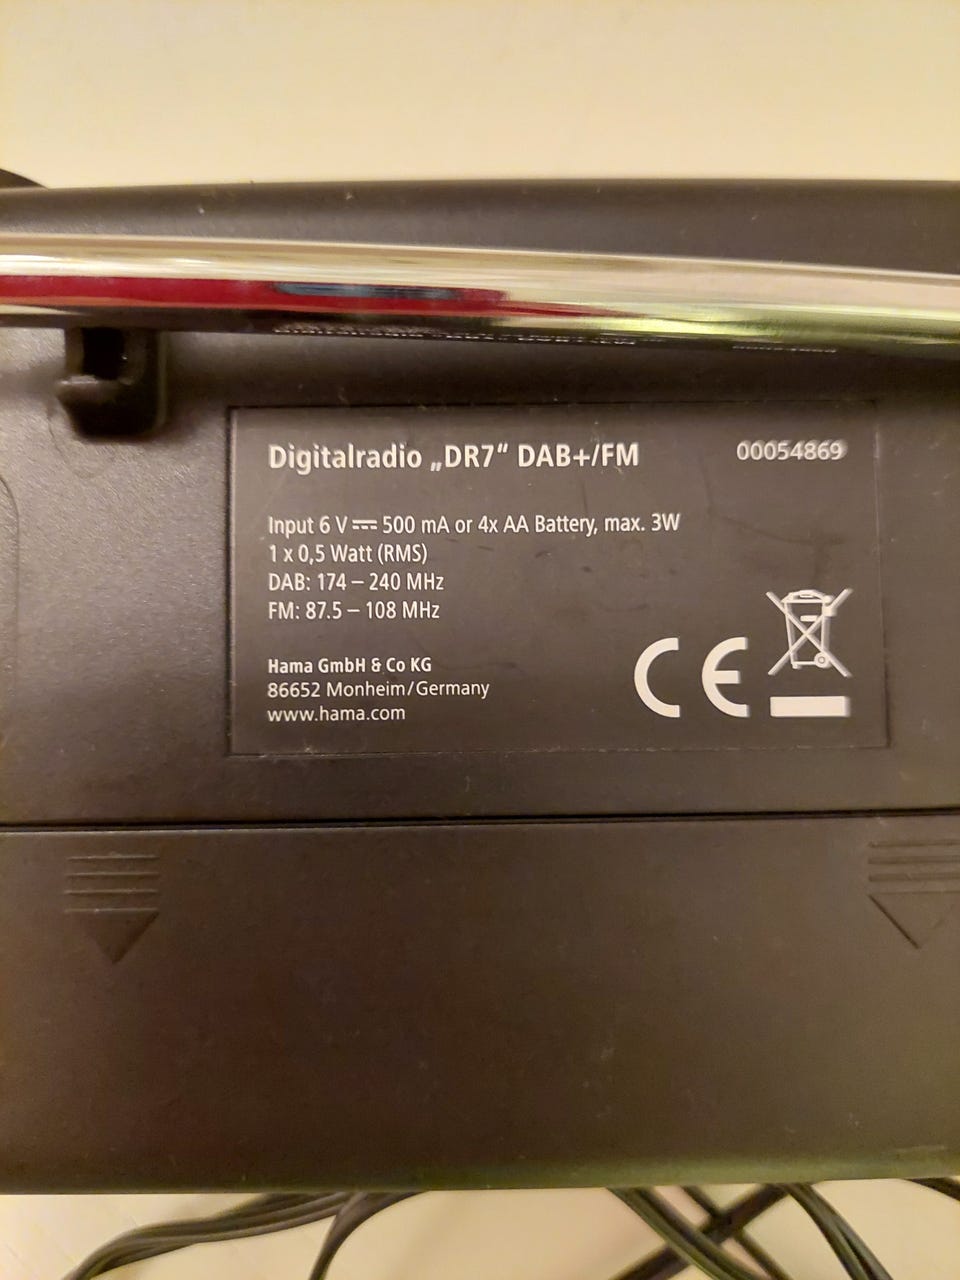 Digitalradio „DR7“ DAB+/FM 00054869
Input 6 V ⎓ 500 mA or 4x AA Battery, max. 3W
1 x 0,5 Watt (RMS)
DAB: 174 – 240 MHz
FM: 87.5 – 108 MHz
Hama GmbH & Co KG
86652 Monheim/Germany
www.hama.com
CE